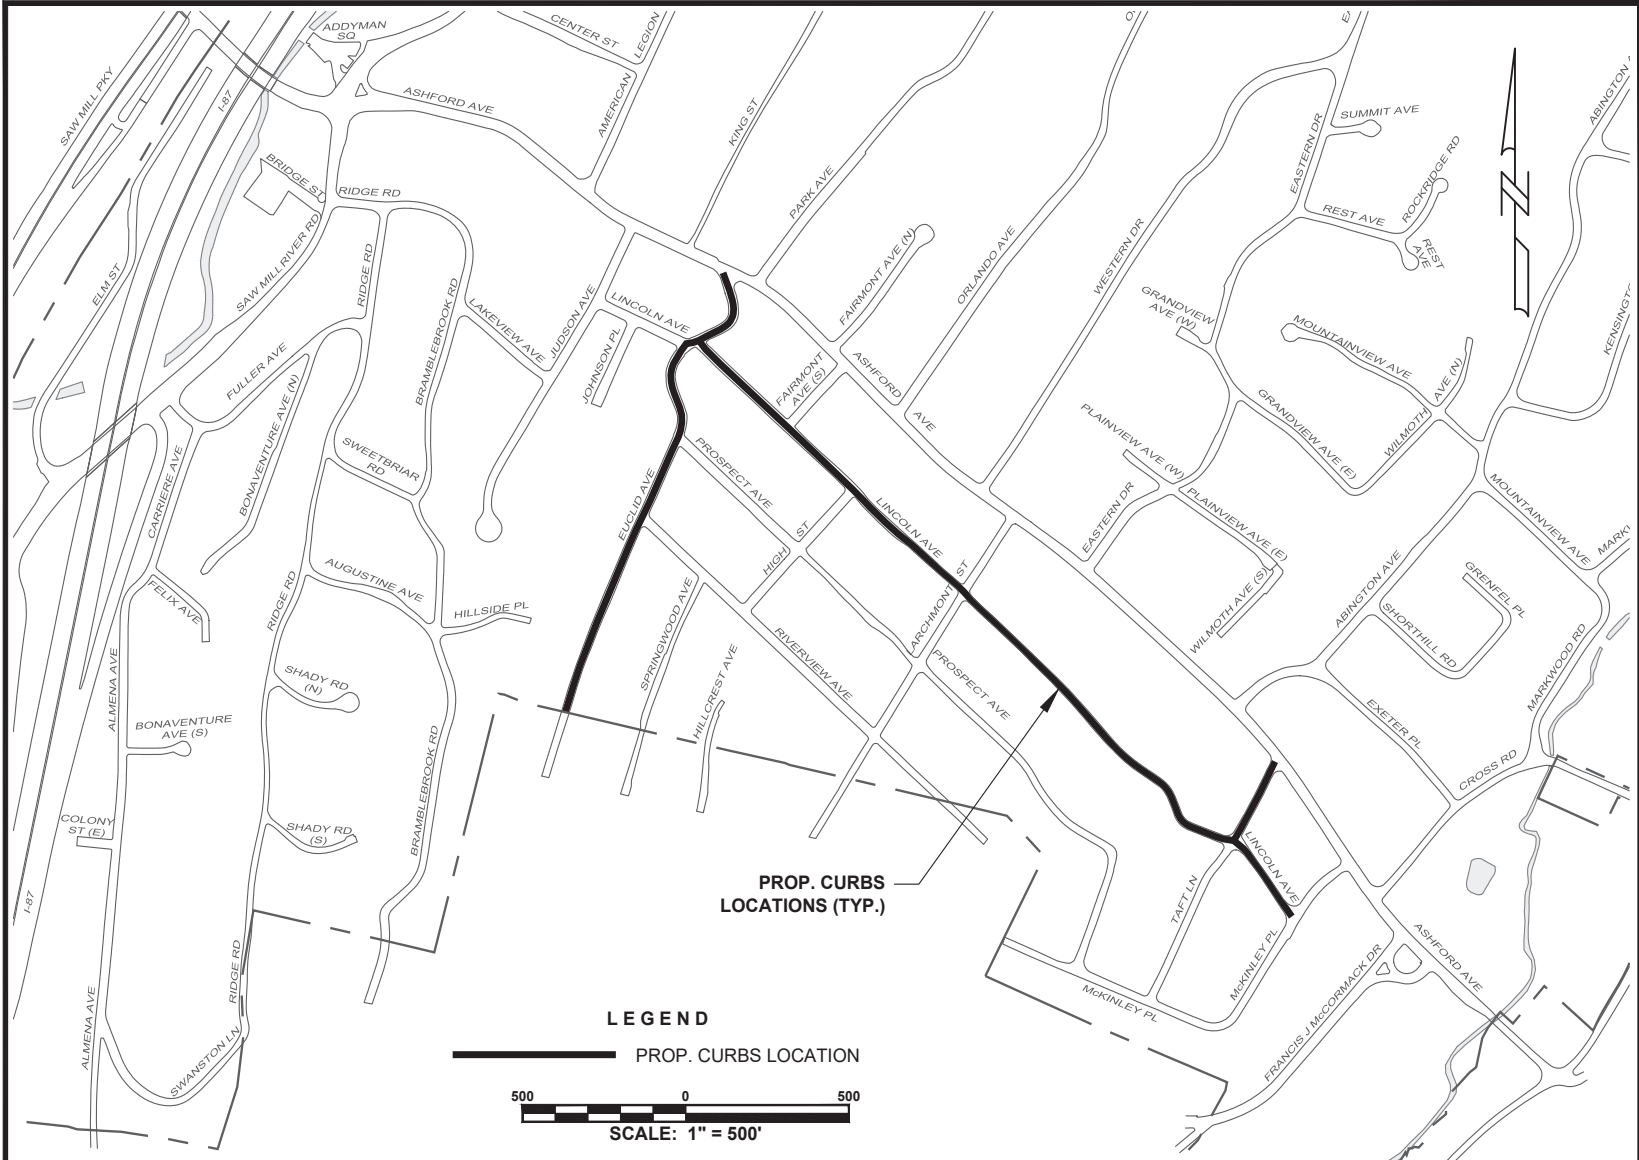 ADDYMAN
SQ
CENTER ST
AMERICAN
LEGION
SAW MILL PKY
I-87
ASHFORD AVE
KING ST
PARK AVE
SUMMIT AVE
EASTERN DR
ROCKRIDGE RD
REST AVE
REST
AVE
BRIDGE ST
RIDGE RD
SAW MILL RIVER RD
RIDGE RD
ELM ST
BRAMBLEBROOK RD
LAKEVIEW AVE
JUDSON AVE
LINCOLN AVE
JOHNSON PL
FAIRMONT AVE (N)
ORLANDO AVE
WESTERN DR
GRANDVIEW
AVE (W)
MOUNTAINVIEW AVE
WILMOTH
AVE (N)
GRANDVIEW AVE (E)
FULLER AVE
BONAVENTURE AVE (N)
SWEETBRIAR
RD
CARRIERE AVE
FAIRMONT
AVE (S)
ASHFORD
AVE
PLAINVIEW AVE (W)
PLAINVIEW AVE (E)
EASTERN DR
WILMOTH AVE (S)
MOUNTAINVIEW AVE
ABINGTON AVE
GRENFEL PL
SHORTHILL RD
MARKWOOD RD
EUCLID AVE
PROSPECT AVE
HIGH
ST
LINCOLN AVE
ARCHMONT
ST
FELIX AVE
AUGUSTINE AVE
RIDGE RD
HILLSIDE PL
SPRINGWOOD AVE
HILLCREST AVE
RIVERVIEW AVE
PROSPECT AVE
EXETER PL
CROSS RD
ALMENA AVE
SHADY RD
(N)
BONAVENTURE
AVE (S)
BRAMBLEBROOK RD
COLONY
ST (E)
SHADY RD
(S)
I-87
PROP. CURBS
LOCATIONS (TYP.)
LINCOLN AVE
TAFT LN
McKINLEY PL
McKINLEY PL
FRANCIS J McCORMACK DR
ASHFORD AVE
RIDGE RD
ALMENA AVE
SWANSTON LN
LEGEND
PROP. CURBS LOCATION
500 0 500
SCALE: 1" = 500'
N